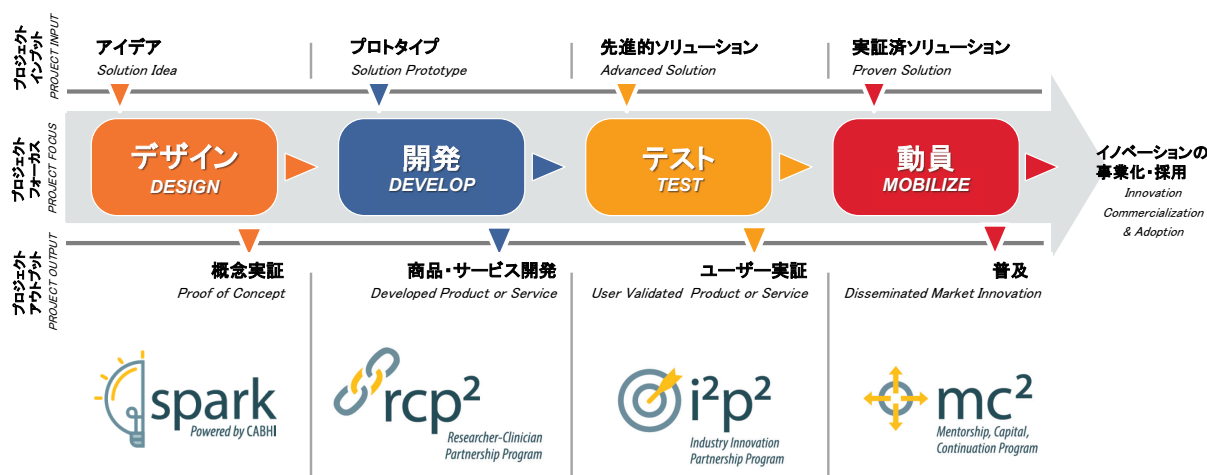 プロジェクト
インプット
PROJECT INPUT
アイデア
Solution Idea
プロトタイプ
Solution Prototype
先進的ソリューション
Advanced Solution
実証済ソリューション
Proven Solution
プロジェクト
フォーカス
PROJECT FOCUS
デザイン
DESIGN
開発
DEVELOP
テスト
TEST
動員
MOBILIZE
イノベーションの
事業化・採用
Innovation
Commercialization
& Adoption
プロジェクト
アウトプット
PROJECT OUTPUT
概念実証
Proof of Concept
商品・サービス開発
Developed Product or Service
ユーザー実証
User Validated Product or Service
普及
Disseminated Market Innovation
spark
Powered by CABHI
rcp²
Researcher-Clinician
Partnership Program
i²p²
Industry Innovation
Partnership Program
mc²
Mentorship, Capital,
Continuation Program